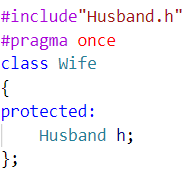 #include"Husband.h"
#pragma once
class Wife
{
protected:
    Husband h;
};